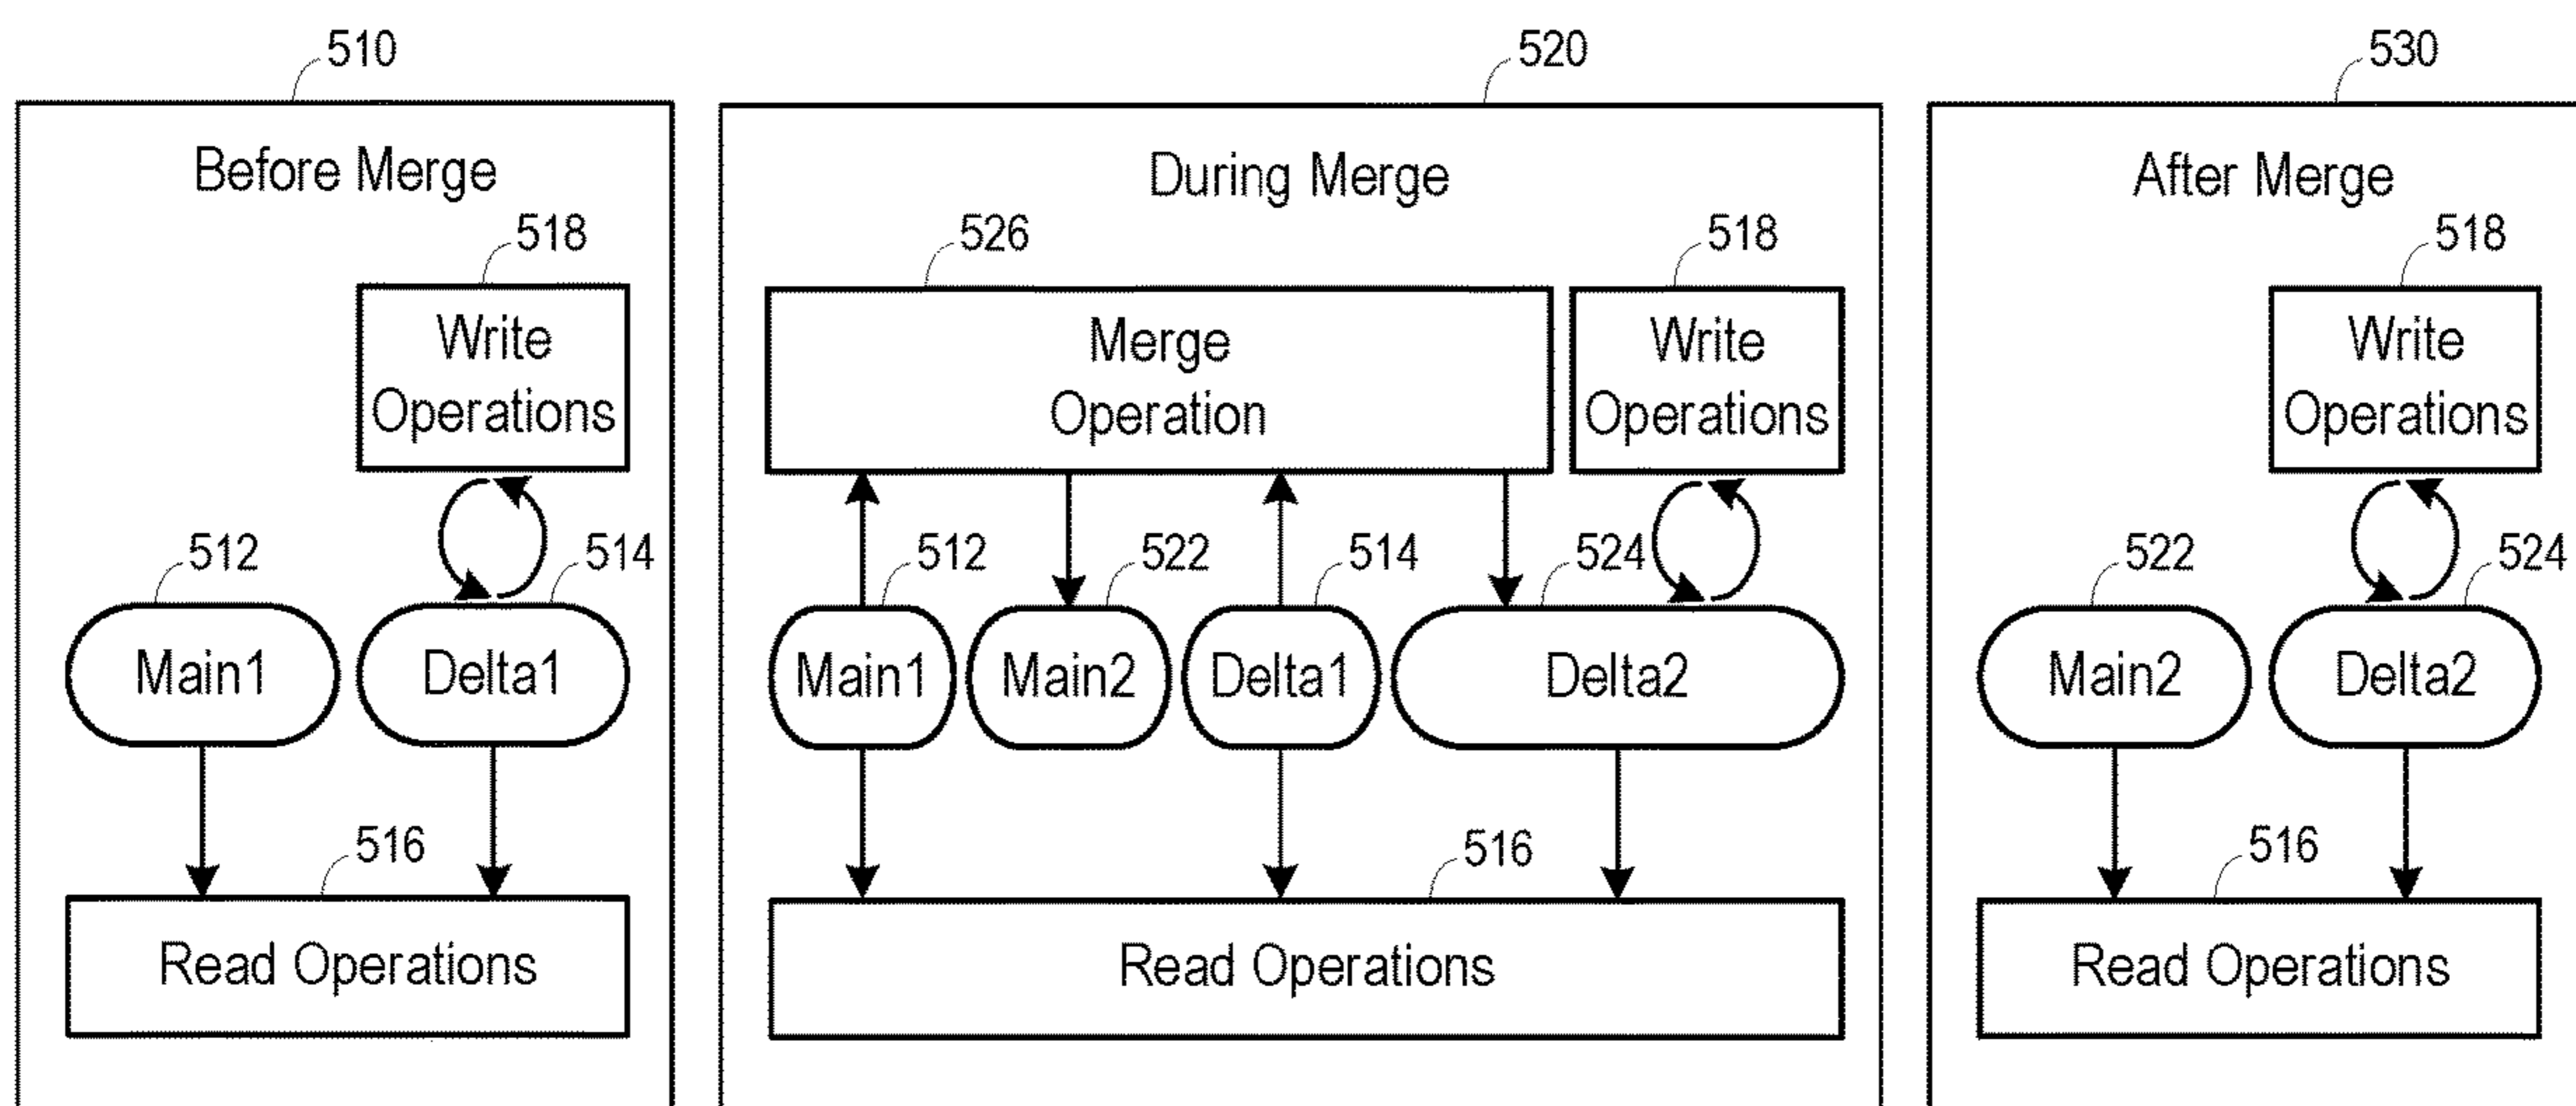 510
520
530
Before Merge
During Merge
After Merge
518
526
518
518
Write
Operations
Merge
Operation
Write
Operations
Write
Operations
512
514
512
522
514
524
522
524
Main1
Delta1
Main1
Main2
Delta1
Delta2
Main2
Delta2
516
516
516
Read Operations
Read Operations
Read Operations